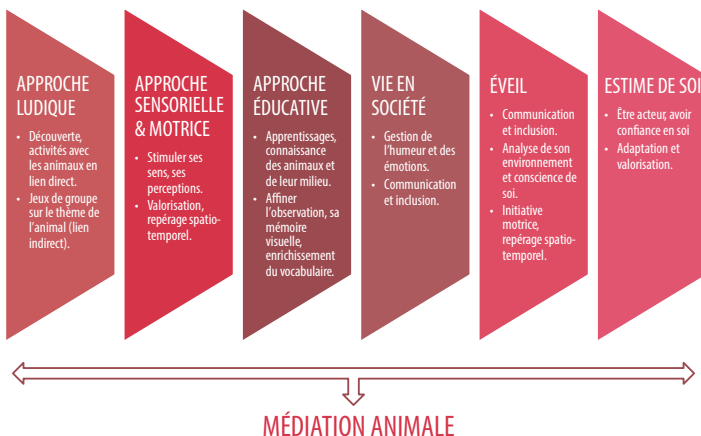 APPROCHE
LUDIQUE
• Découverte,
activités avec
les animaux en
lien direct.
• Jeux de groupe
sur le thème de
l'animal (lien
indirect).
APPROCHE
SENSORIELLE
& MOTRICE
• Stimuler ses
sens, ses
perceptions.
• Valorisation,
repérage spatio-
temporel.
APPROCHE
ÉDUCATIVE
• Apprentissages,
connaissance
des animaux et
de leur milieu.
• Affiner
l'observation, sa
mémoire
visuelle,
enrichissement
du vocabulaire.
VIE EN
SOCIÉTÉ
• Gestion de
l'humeur et des
émotions.
• Communication
et inclusion.
ÉVEIL
• Communication
et inclusion.
• Analyse de son
environnement
et conscience de
soi.
• Initiative
motrice,
repérage spatio-
temporel.
ESTIME DE SOI
• Être acteur, avoir
confiance en soi
• Adaptation et
valorisation.
MÉDIATION ANIMALE